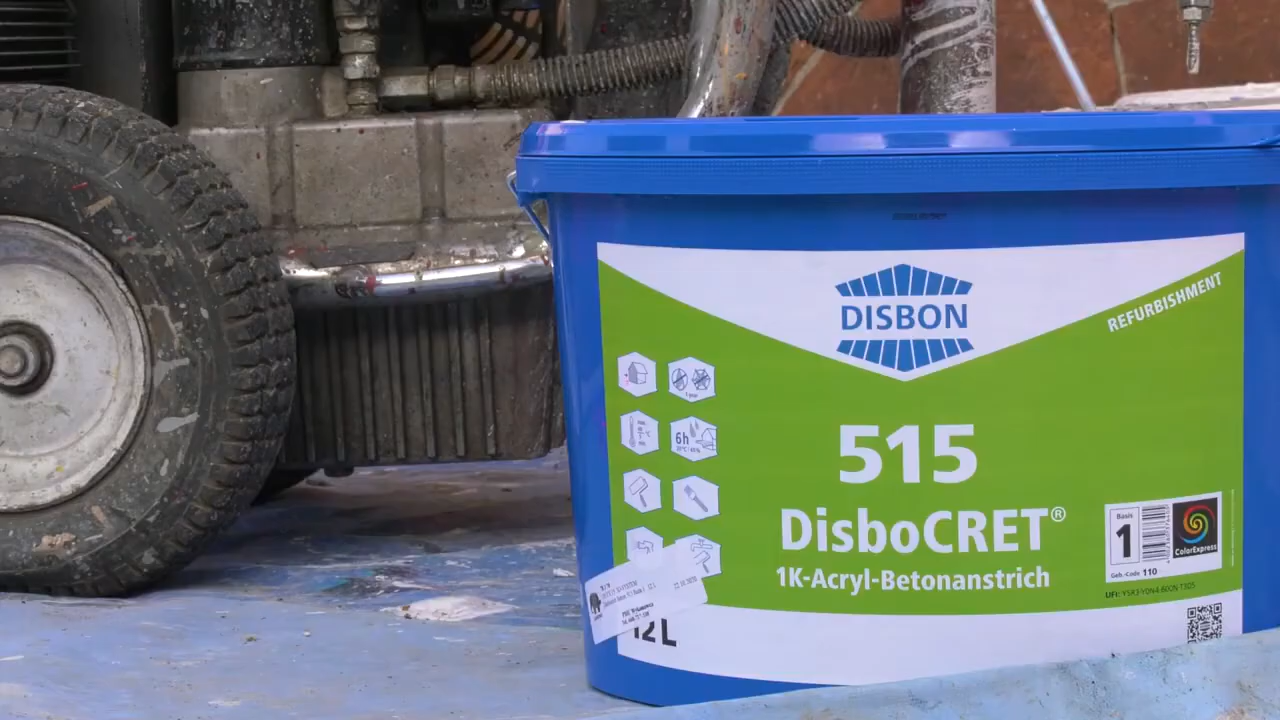 DISBON
REFURBISHMENT
515
DisboCRET®
1K-Acryl-Betonanstrich
6h
Basis
1
ColorExpress
Geb.-Code 110
12L